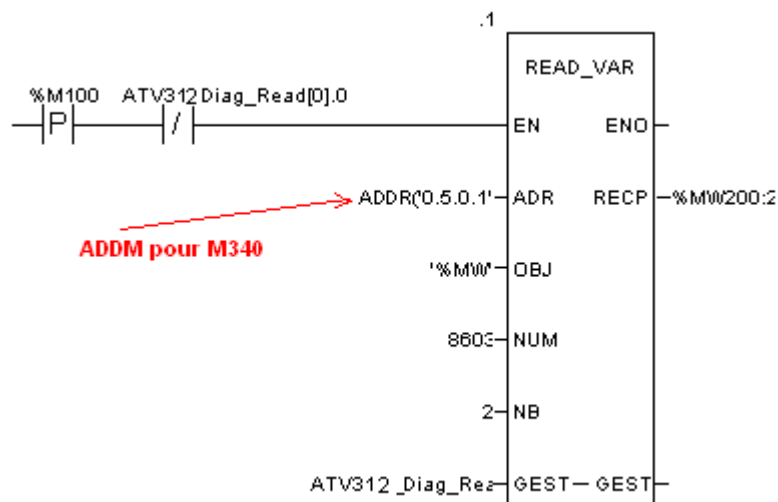 .1
READ_VAR
%M100 ATV312Diag_Read[0].0
P / EN ENO
ADDR('0.5.0.1' ADR RECP %MW200:2
ADDM pour M340
'%MW' OBJ
8603 NUM
2 NB
ATV312_Diag_Rea GEST GEST